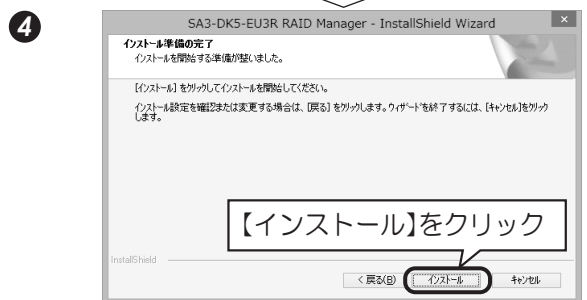 4
SA3-DK5-EU3R RAID Manager - InstallShield Wizard
インストール準備の完了
インストールを開始する準備が整いました。
[インストール] をクリックしてインストールを開始してください。
インストール設定を確認または変更する場合は、[戻る] をクリックします。ウィザードを終了するには、[キャンセル]をクリック
します。
【インストール】をクリック
InstallShield
< 戻る(B)
インストール
キャンセル